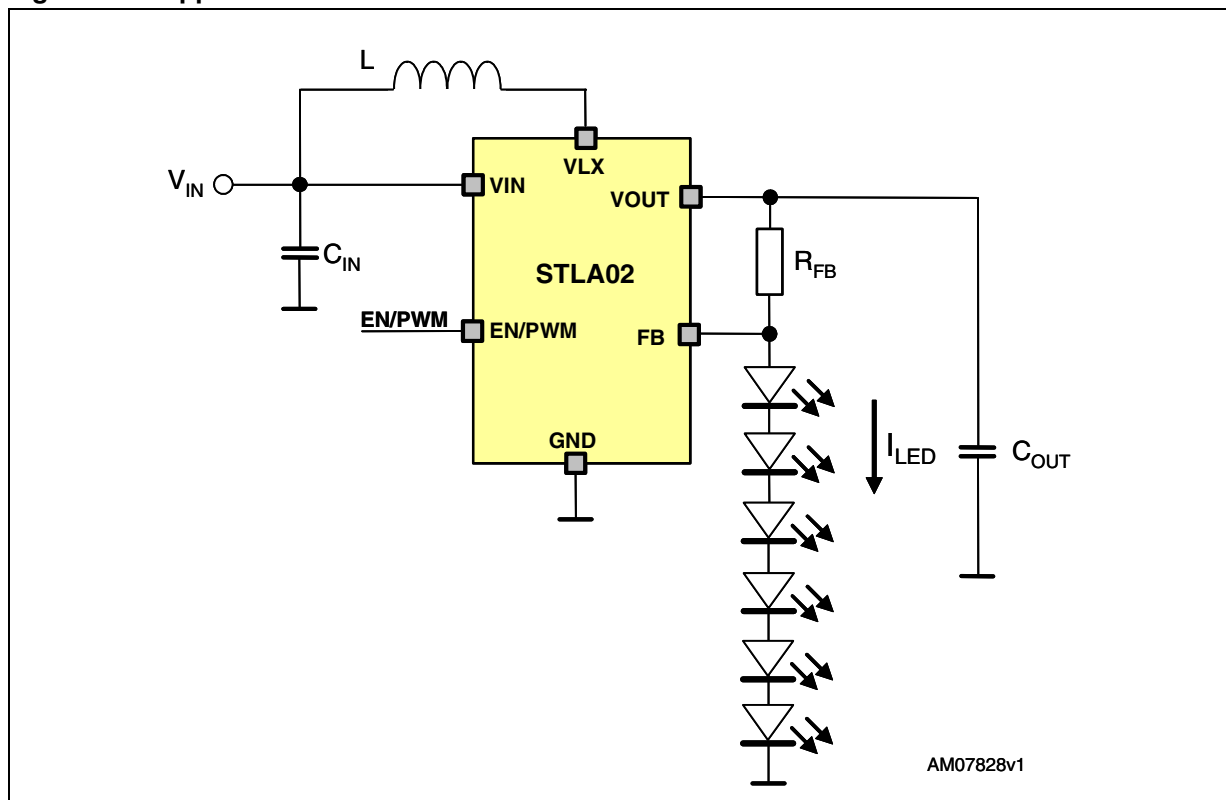 L
VLX
V_IN
VIN
VOUT
C_IN
STLA02
R_FB
EN/PWM
EN/PWM
FB
GND
I_LED
C_OUT
AM07828v1